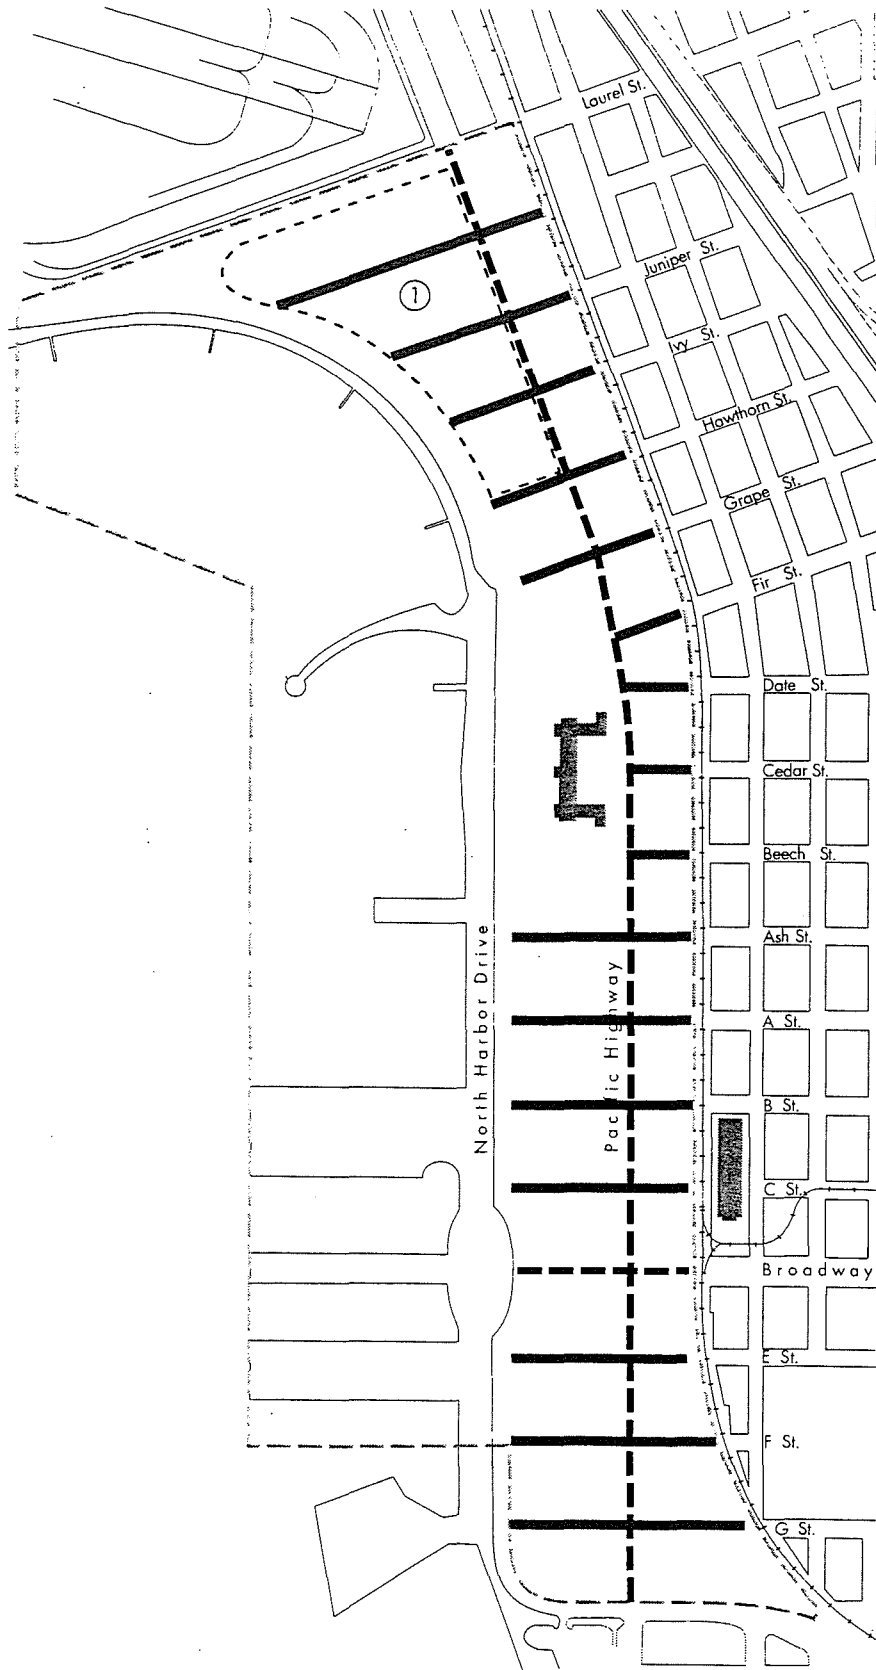 Laurel St.
Juniper St.
Ivy St.
Hawthorn St.
Grape St.
Fir St.
Date St.
Cedar St.
Beech St.
Ash St.
North Harbor Drive
Pacific Highway
A St.
B St.
C St.
Broadway
E St.
F St.
G St.
1